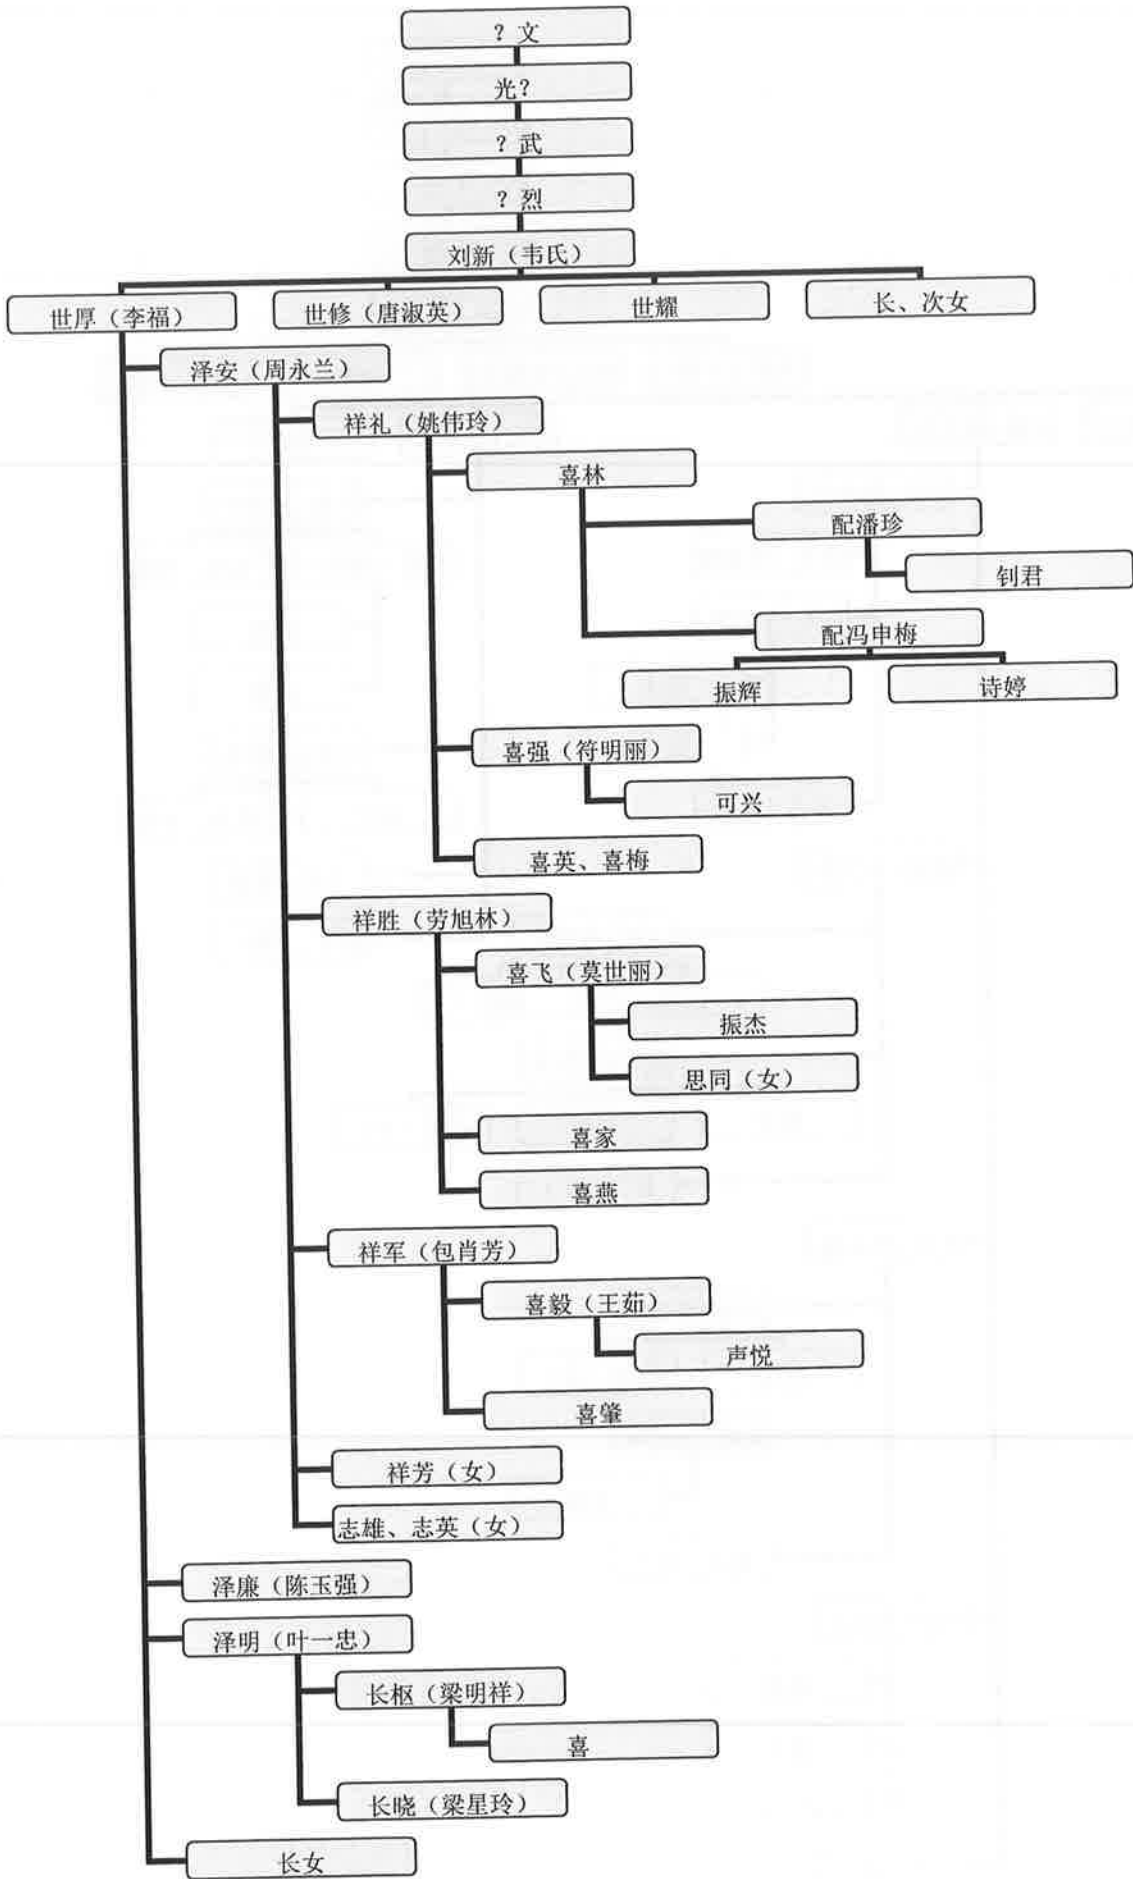 ？文
光？
？武
？烈
刘新（韦氏）
世厚（李福）
世修（唐淑英）
世耀
长、次女
泽安（周永兰）
祥礼（姚伟玲）
喜林
配潘珍
钊君
配冯申梅
振辉
诗婷
喜强（符明丽）
可兴
喜英、喜梅
祥胜（劳旭林）
喜飞（莫世丽）
振杰
思同（女）
喜家
喜燕
祥军（包肖芳）
喜毅（王茹）
声悦
喜肇
祥芳（女）
志雄、志英（女）
泽廉（陈玉强）
泽明（叶一忠）
长枢（梁明祥）
喜
长晓（梁星玲）
长女